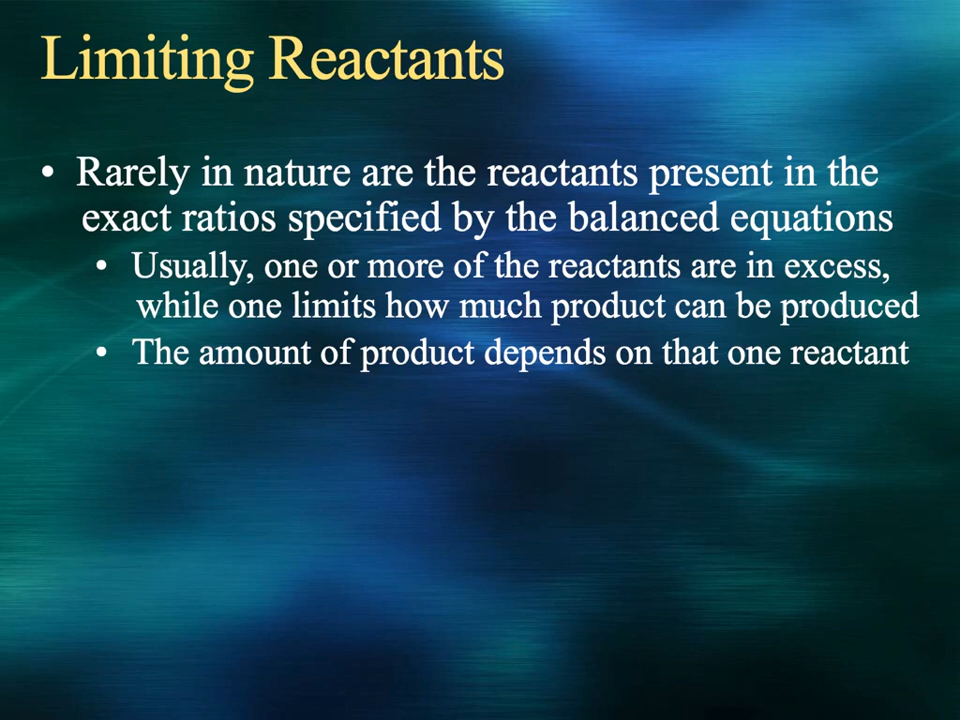 Limiting Reactants
• Rarely in nature are the reactants present in the
exact ratios specified by the balanced equations
• Usually, one or more of the reactants are in excess,
while one limits how much product can be produced
• The amount of product depends on that one reactant